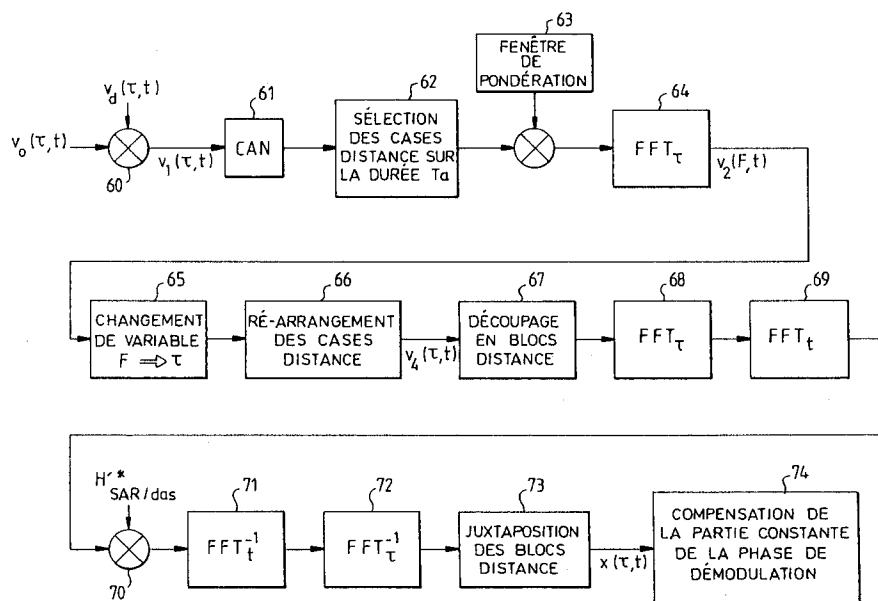 63
FENÊTRE
DE
PONDÉRATION
v_d(τ,t)
61
62
64
v_o(τ,t)
60
v_1(τ,t)
CAN
SÉLECTION
DES CASES
DISTANCE SUR
LA DURÉE Ta
FFT_τ
v_2(F,t)
65
66
67
68
69
CHANGEMENT
DE VARIABLE
F ⇒ τ
RÉ-ARRANGEMENT
DES CASES
DISTANCE
v_4(τ,t)
DÉCOUPAGE
EN BLOCS
DISTANCE
FFT_τ
FFT_t
H'*_SAR/das
70
71
72
73
74
FFT_t^-1
FFT_τ^-1
JUXTAPOSITION
DES BLOCS
DISTANCE
x(τ,t)
COMPENSATION DE
LA PARTIE CONSTANTE
DE LA PHASE DE
DÉMODULATION